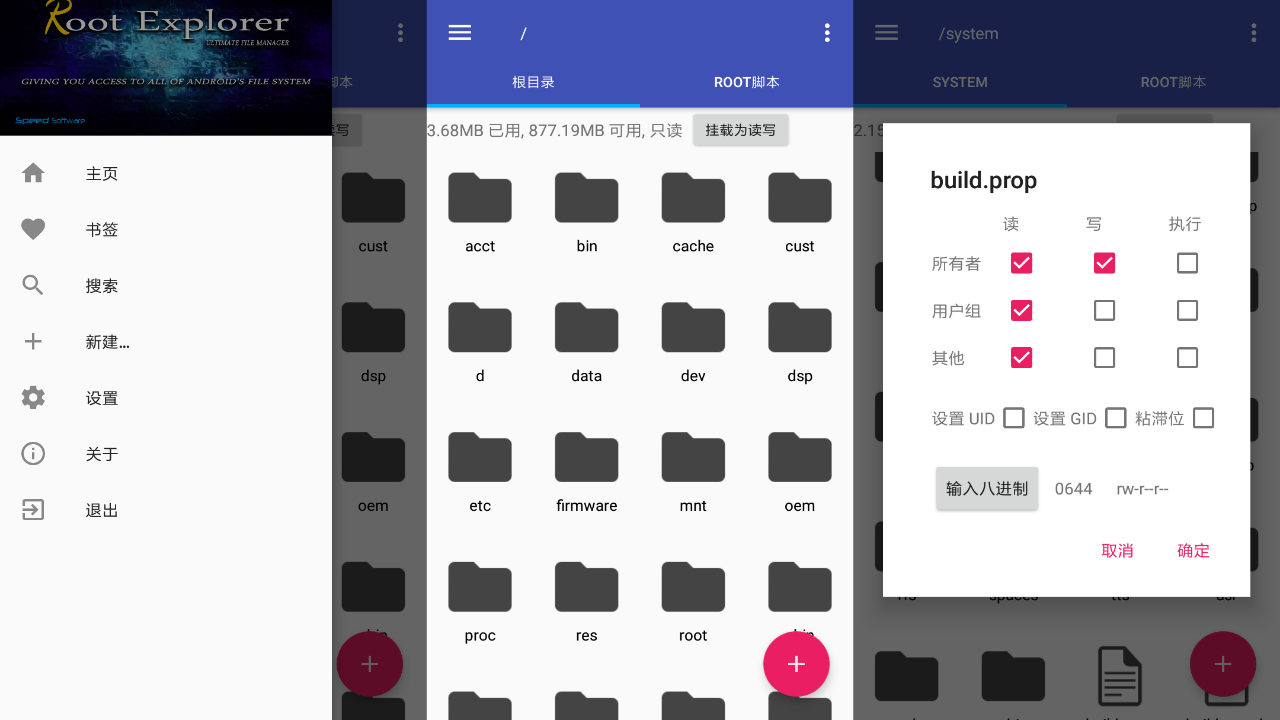 Root Explorer
ULTIMATE FILE MANAGER
GIVING YOU ACCESS TO ALL OF ANDROID'S FILE SYSTEM
Speed Software
主页
书签
搜索
新建...
设置
关于
退出
脚本
写
cust
dsp
oem
/
根目录
ROOT脚本
3.68MB 已用, 877.19MB 可用, 只读
挂载为读写
acct
bin
cache
cust
d
data
dev
dsp
etc
firmware
mnt
oem
proc
res
root
/system
SYSTEM
ROOT脚本
2.15
build.prop
读 写 执行
所有者
用户组
其他
设置 UID 设置 GID 粘滞位
输入八进制 0644 rw-r--r--
取消 确定